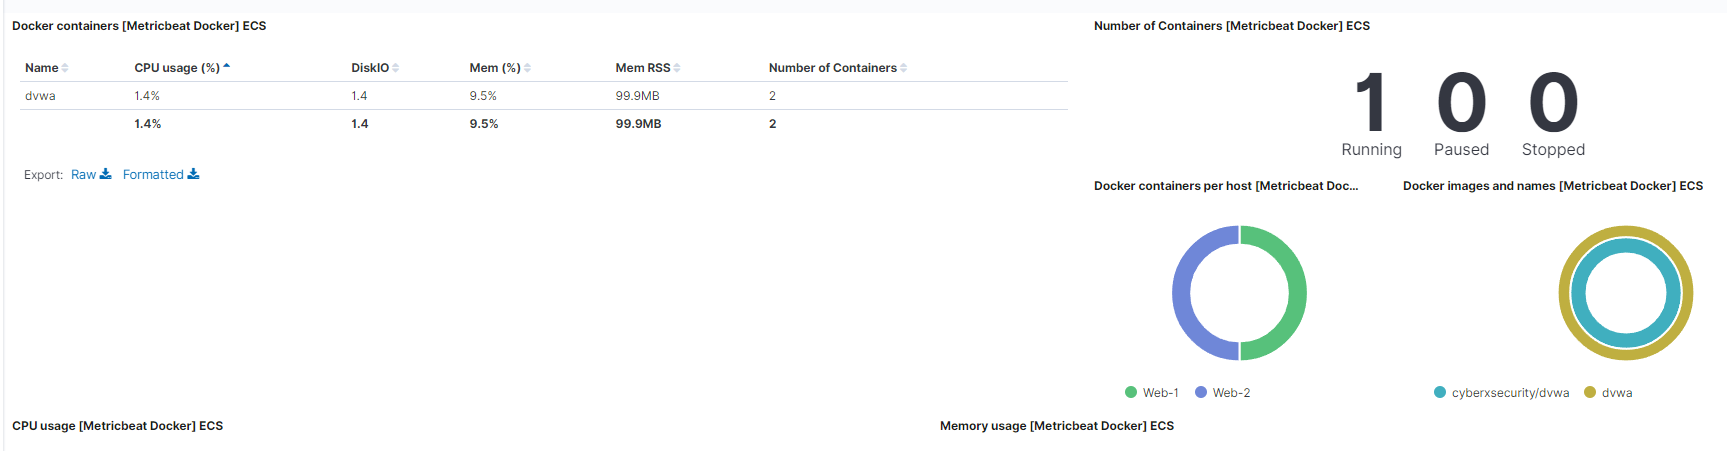 Docker containers [Metricbeat Docker] ECS
Name CPU usage (%) DiskIO Mem (%) Mem RSS Number of Containers
dvwa 1.4% 1.4 9.5% 99.9MB 2
1.4% 1.4 9.5% 99.9MB 2
Export: Raw Formatted
Number of Containers [Metricbeat Docker] ECS
1 0 0
Running Paused Stopped
Docker containers per host [Metricbeat Doc...
Web-1 Web-2
Docker images and names [Metricbeat Docker] ECS
cyberxsecurity/dvwa dvwa
CPU usage [Metricbeat Docker] ECS
Memory usage [Metricbeat Docker] ECS